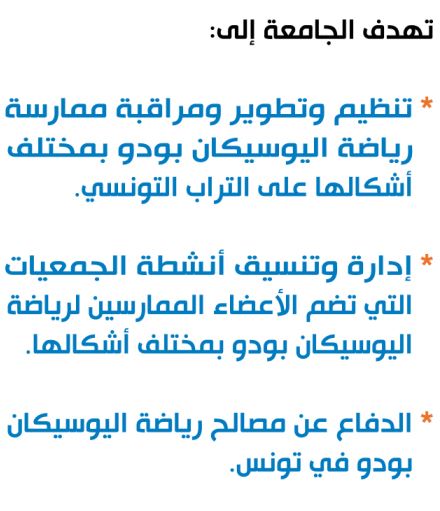 تهدف الجامعة إلى:
* تنظيم وتطوير ومراقبة ممارسة
رياضة اليوسيكان بودو بمختلف
أشكالها على التراب التونسي.
* إدارة وتنسيق أنشطة الجمعيات
التي تضم الأعضاء الممارسين لرياضة
اليوسيكان بودو بمختلف أشكالها.
* الدفاع عن مصالح رياضة اليوسيكان
بودو في تونس.